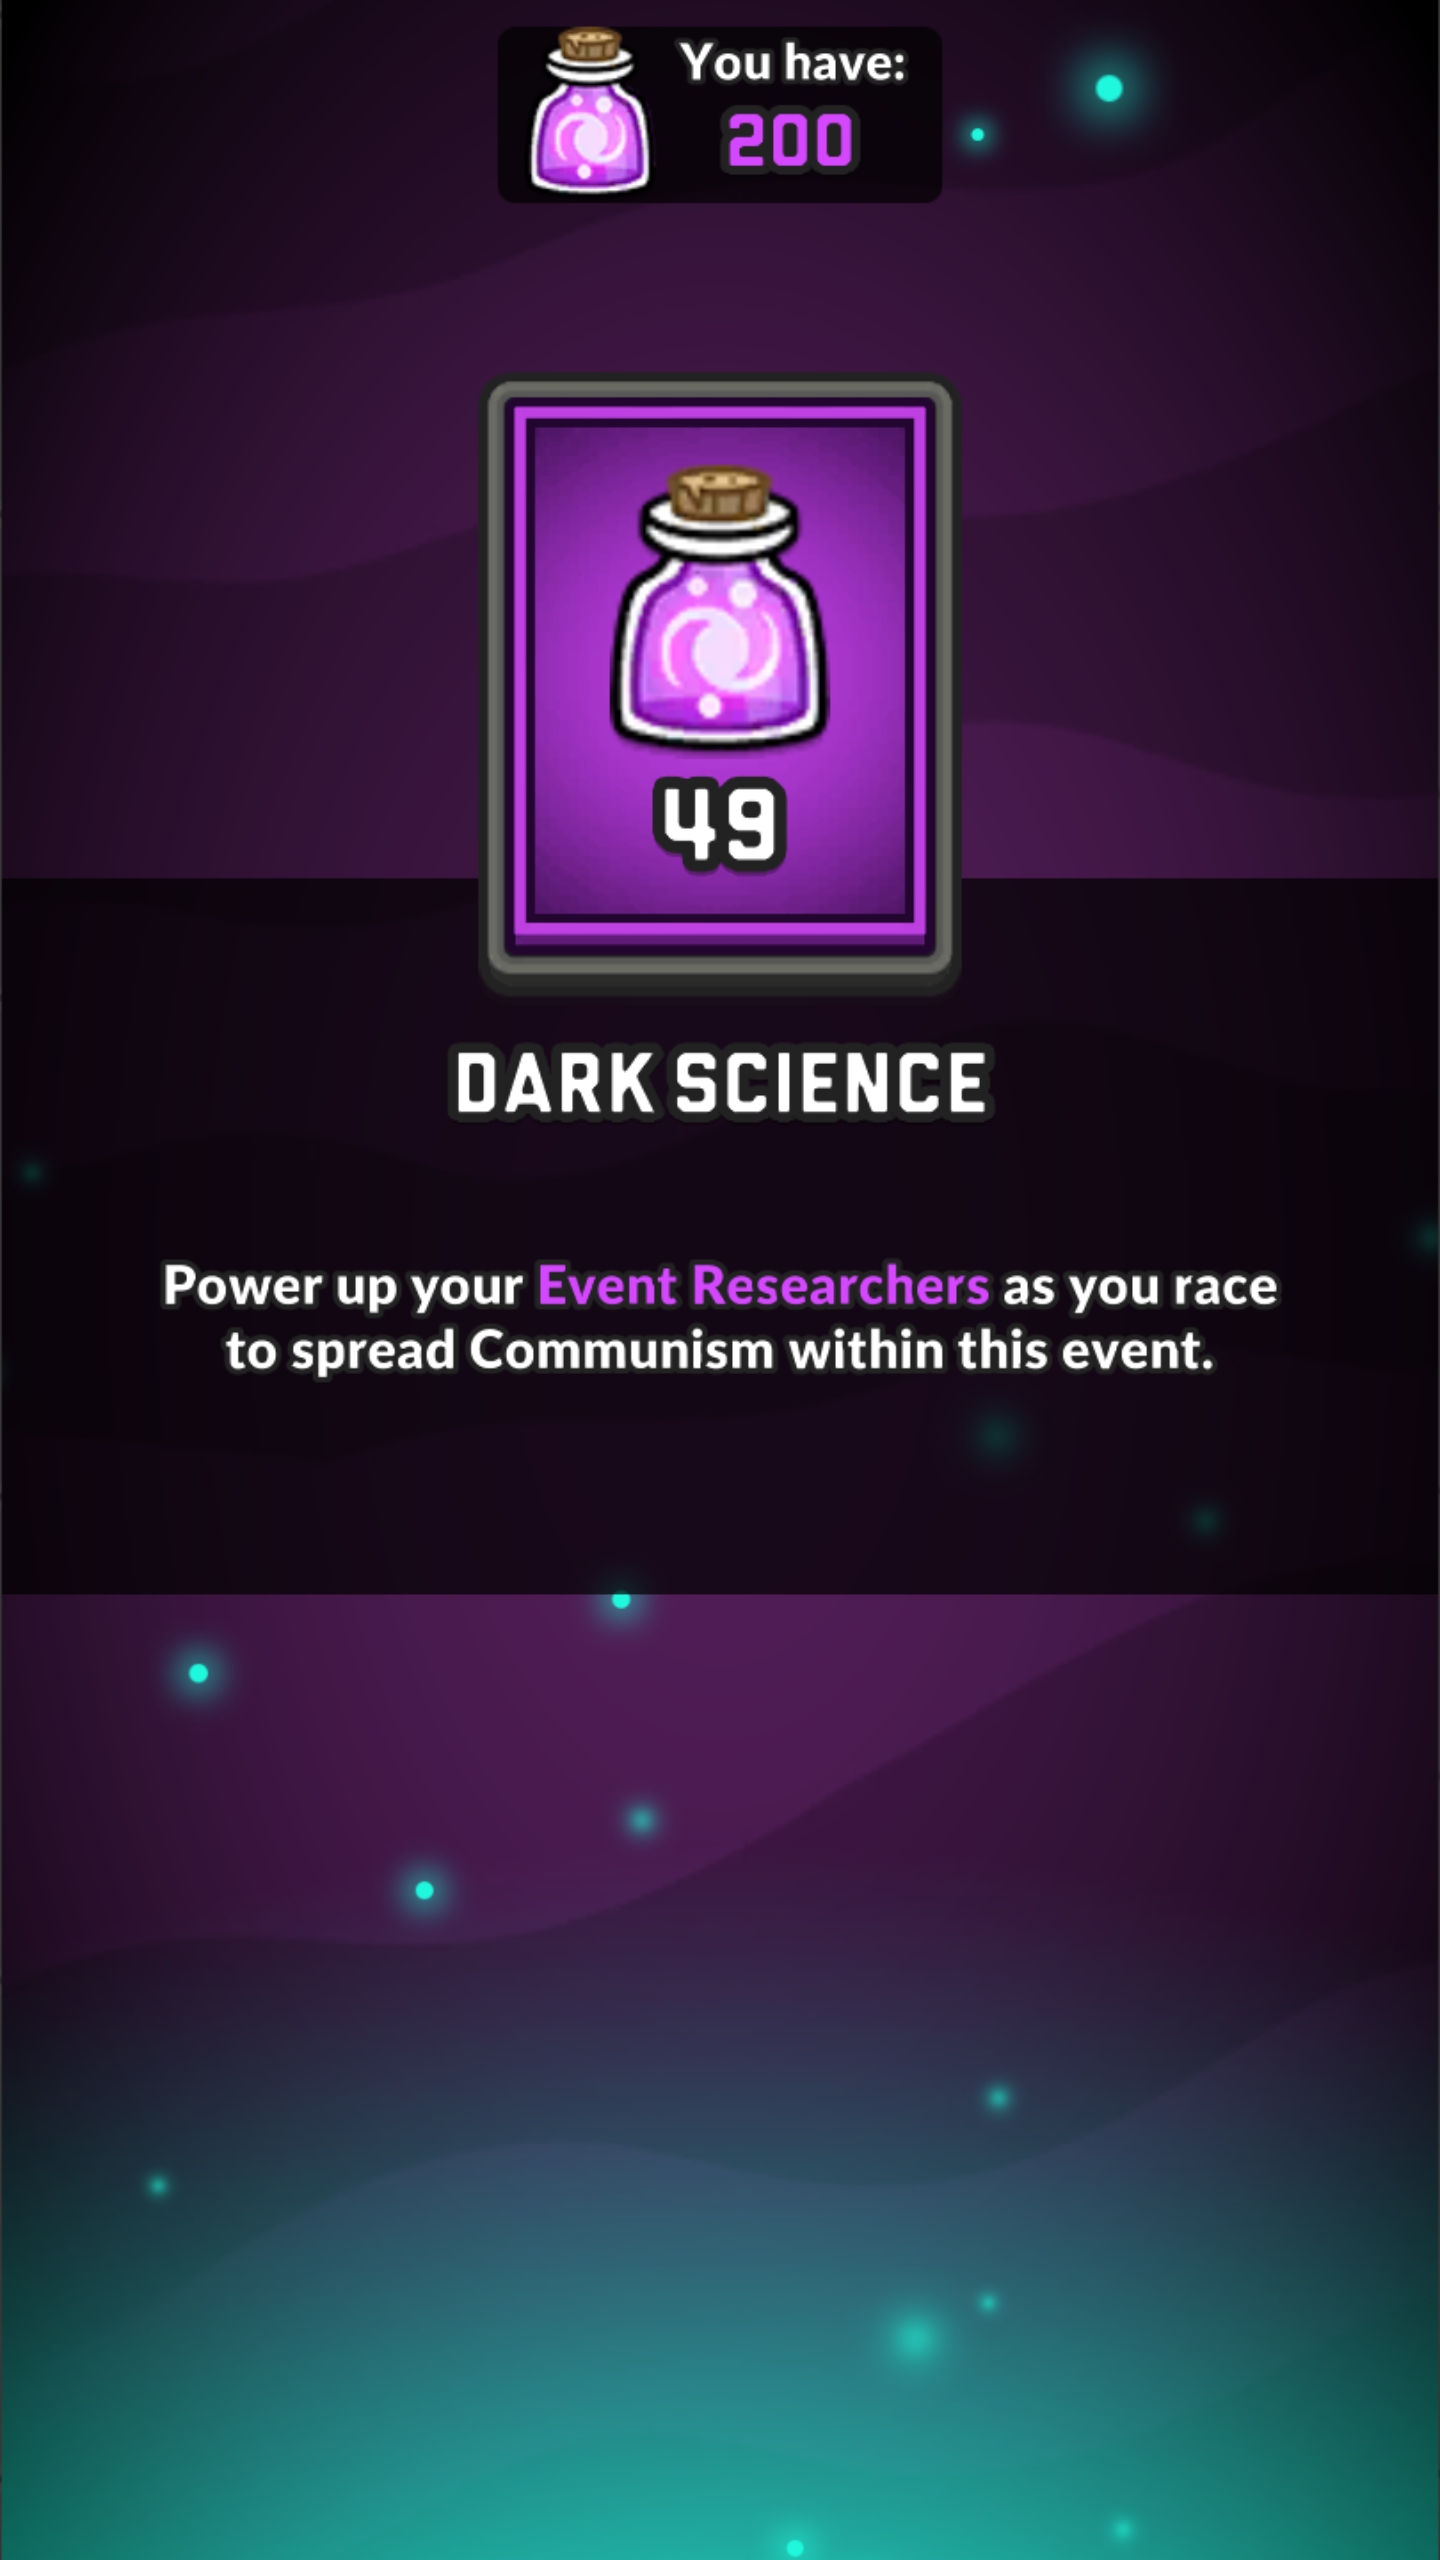 You have:
200
49
DARK SCIENCE
Power up your Event Researchers as you race
to spread Communism within this event.